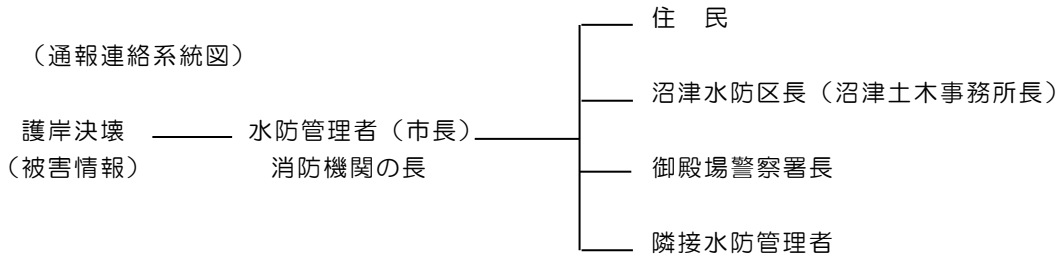 （通報連絡系統図）
護岸決壊
（被害情報）
水防管理者（市長）
消防機関の長
住　民
沼津水防区長（沼津土木事務所長）
御殿場警察署長
隣接水防管理者